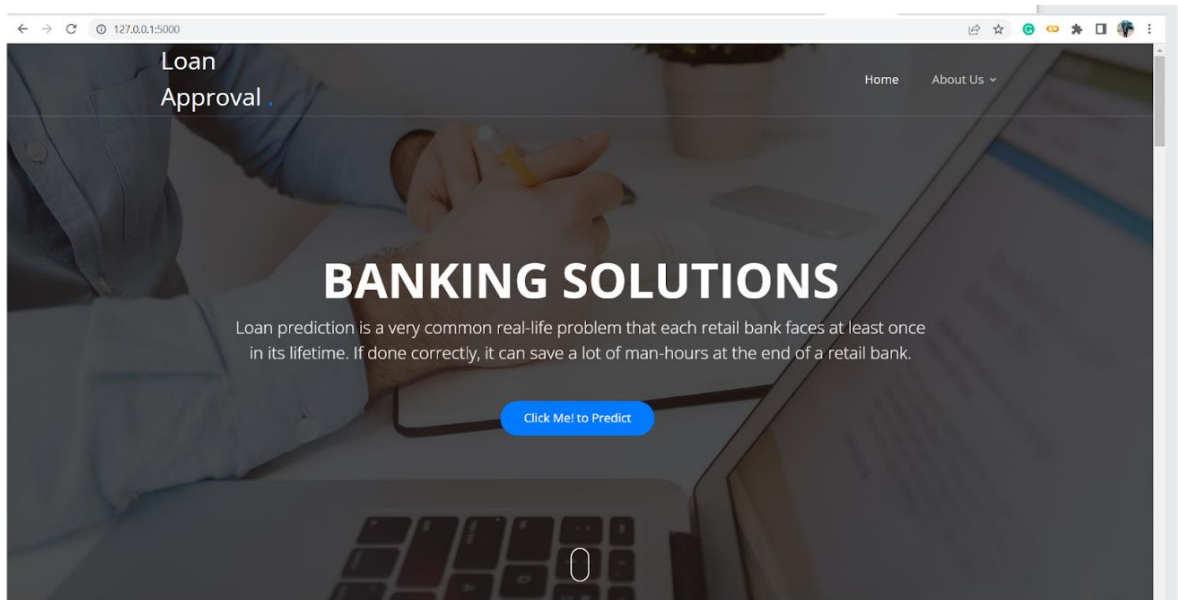 127.0.0.1:5000
Loan
Approval .
Home
About Us
BANKING SOLUTIONS
Loan prediction is a very common real-life problem that each retail bank faces at least once
in its lifetime. If done correctly, it can save a lot of man-hours at the end of a retail bank.
Click Me! to Predict